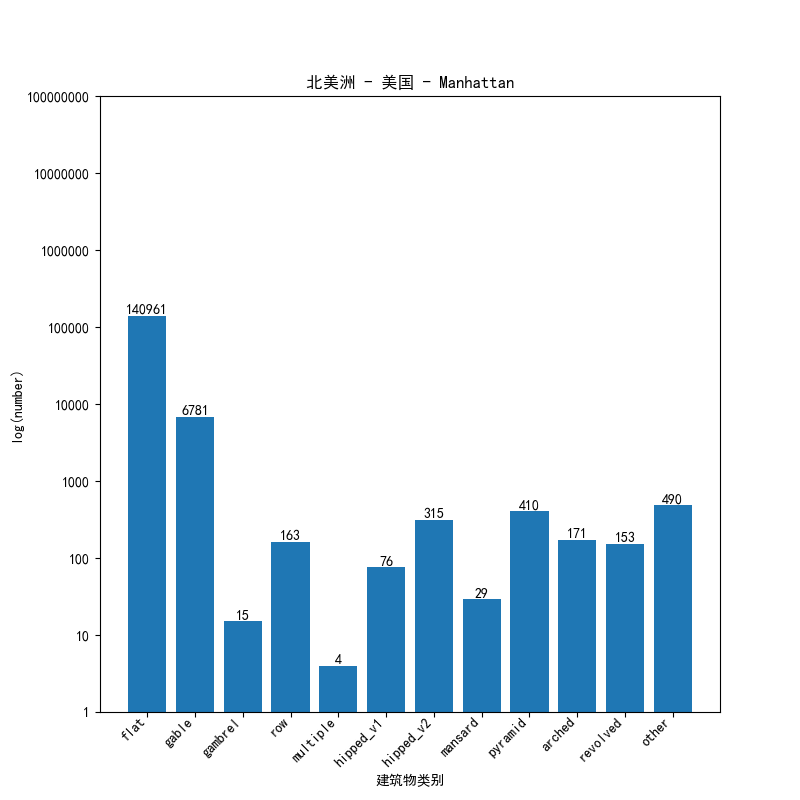 北美洲 - 美国 - Manhattan
100000000
10000000
1000000
100000
10000
1000
100
10
1
log(number)
140961
6781
15
163
4
76
315
29
410
171
153
490
flat
gable
gambrel
row
multiple
hipped_v1
hipped_v2
mansard
pyramid
arched
revolved
other
建筑物类别